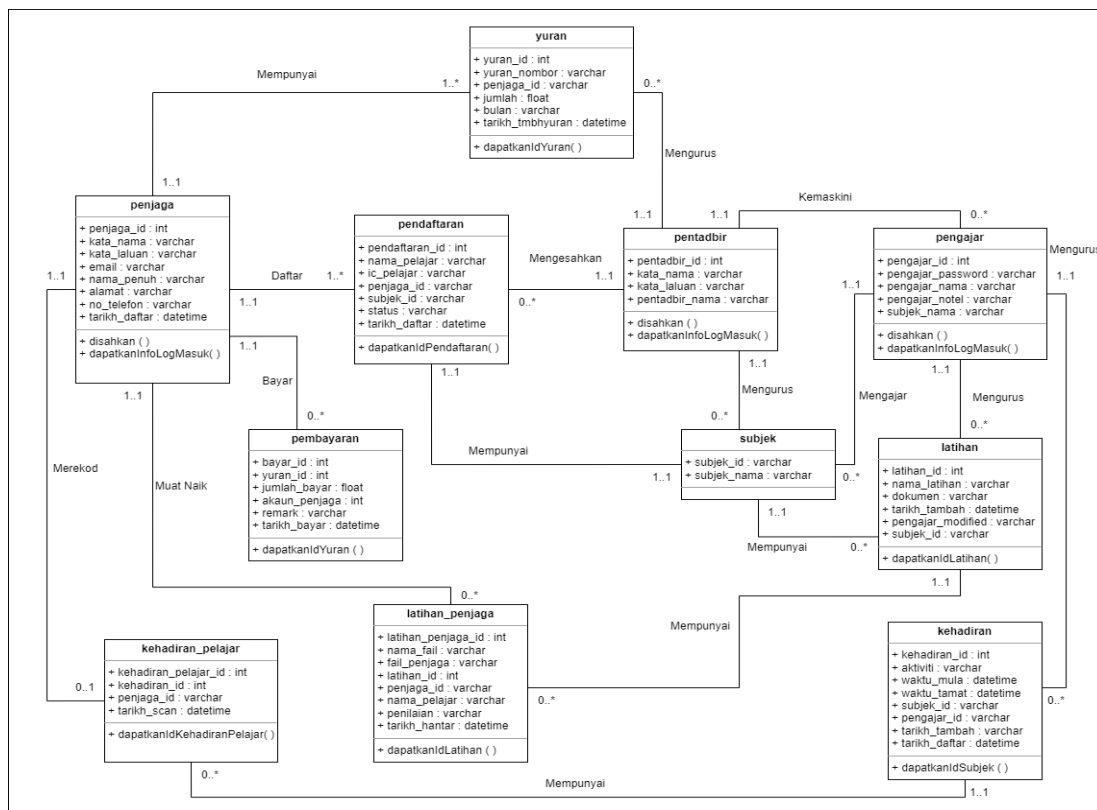 yuran
+ yuran_id : int
+ yuran_nombor : varchar
+ penjaga_id : varchar
+ jumlah : float
+ bulan : varchar
+ tarikh_tmbhyuran : datetime
+ dapatkanIdYuran( )
Mempunyai
1..*
0..*
Mengurus
1..1
1..1
penjaga
+ penjaga_id : int
+ kata_nama : varchar
+ kata_laluan : varchar
+ email : varchar
+ nama_penuh : varchar
+ alamat : varchar
+ no_telefon : varchar
+ tarikh_daftar : datetime
+ disahkan ( )
+ dapatkanInfoLogMasuk( )
1..1
Daftar
1..1
1..*
pendaftaran
+ pendaftaran_id : int
+ nama_pelajar : varchar
+ ic_pelajar : varchar
+ penjaga_id : varchar
+ subjek_id : varchar
+ status : varchar
+ tarikh_daftar : datetime
+ dapatkanIdPendaftaran( )
Mengesahkan
0..*
1..1
pentadbir
+ pentadbir_id : int
+ kata_nama : varchar
+ kata_laluan : varchar
+ pentadbir_nama : varchar
+ disahkan ( )
+ dapatkanInfoLogMasuk( )
Kemaskini
1..1
0..*
pengajar
+ pengajar_id : int
+ pengajar_password : varchar
+ pengajar_nama : varchar
+ pengajar_notel : varchar
+ subjek_nama : varchar
+ disahkan ( )
+ dapatkanInfoLogMasuk( )
Mengurus
1..1
1..1
1..1
Bayar
0..*
pembayaran
+ bayar_id : int
+ yuran_id : int
+ jumlah_bayar : float
+ akaun_penjaga : int
+ remark : varchar
+ tarikh_bayar : datetime
+ dapatkanIdYuran ( )
1..1
Mempunyai
1..1
1..1
Mengurus
0..*
subjek
+ subjek_id : varchar
+ subjek_nama : varchar
Mengajar
0..*
1..1
Mengurus
0..*
latihan
+ latihan_id : int
+ nama_latihan : varchar
+ dokumen : varchar
+ tarikh_tambah : datetime
+ pengajar_modified : varchar
+ subjek_id : varchar
+ dapatkanIdLatihan( )
1..1
Mempunyai
0..*
Merekod
1..1
Muat Naik
0..*
latihan_penjaga
+ latihan_penjaga_id : int
+ nama_fail : varchar
+ fail_penjaga : varchar
+ latihan_id : int
+ penjaga_id : varchar
+ nama_pelajar : varchar
+ penilaian : varchar
+ tarikh_hantar : datetime
+ dapatkanIdLatihan ( )
1..1
Mempunyai
0..*
kehadiran_pelajar
+ kehadiran_pelajar_id : int
+ kehadiran_id : int
+ penjaga_id : varchar
+ tarikh_scan : datetime
+ dapatkanIdKehadiranPelajar( )
0..1
kehadiran
+ kehadiran_id : int
+ aktiviti : varchar
+ waktu_mula : datetime
+ waktu_tamat : datetime
+ subjek_id : varchar
+ pengajar_id : varchar
+ tarikh_tambah : varchar
+ tarikh_daftar : datetime
+ dapatkanIdSubjek ( )
0..*
0..*
Mempunyai
1..1